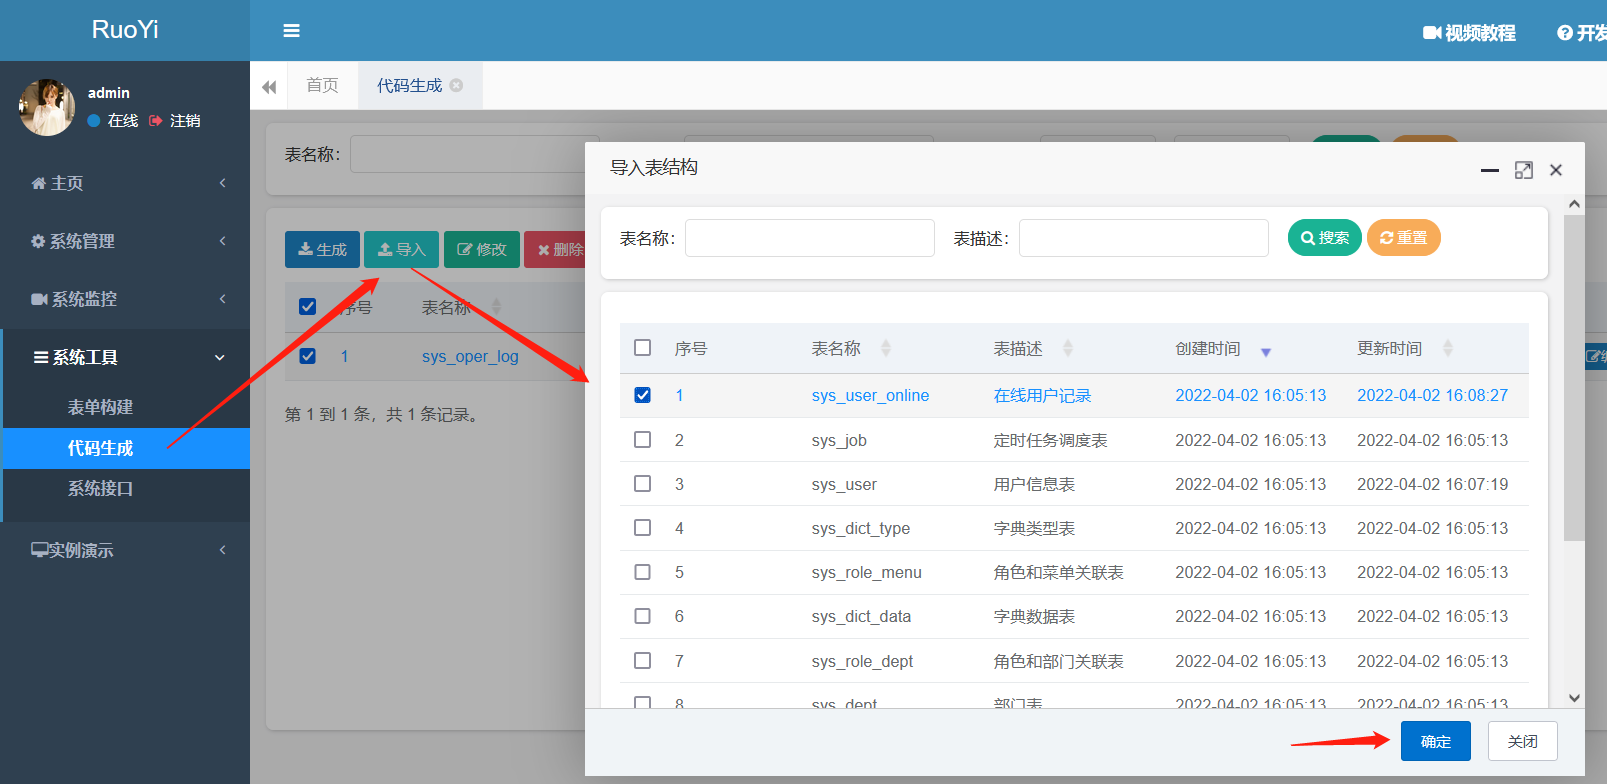 RuoYi
视频教程
开发
admin
在线 注销
首页
代码生成
主页
系统管理
系统监控
系统工具
表单构建
代码生成
系统接口
实例演示
表名称:
生成 导入 修改 删除
序号 表名称
1 sys_oper_log
第 1 到 1 条，共 1 条记录。
导入表结构
表名称: 表描述: 搜索 重置
序号 表名称 表描述 创建时间 更新时间
1 sys_user_online 在线用户记录 2022-04-02 16:05:13 2022-04-02 16:08:27
2 sys_job 定时任务调度表 2022-04-02 16:05:13 2022-04-02 16:05:13
3 sys_user 用户信息表 2022-04-02 16:05:13 2022-04-02 16:07:19
4 sys_dict_type 字典类型表 2022-04-02 16:05:13 2022-04-02 16:05:13
5 sys_role_menu 角色和菜单关联表 2022-04-02 16:05:13 2022-04-02 16:05:13
6 sys_dict_data 字典数据表 2022-04-02 16:05:13 2022-04-02 16:05:13
7 sys_role_dept 角色和部门关联表 2022-04-02 16:05:13 2022-04-02 16:05:13
8 sys_dept 部门表 2022-04-02 16:05:13 2022-04-02 16:05:13
确定 关闭